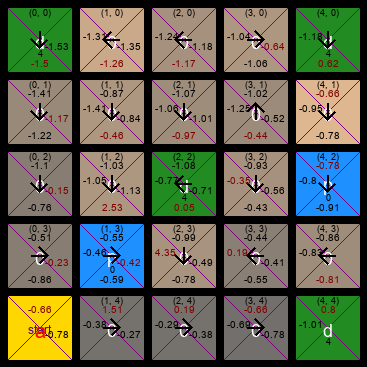 (0, 0) (1, 0) (2, 0) (3, 0) (4, 0)
-1.53 -1.31 -1.35 -1.24 -1.18 -1.04 -0.64 -1.18
4 4
-1.5 -1.26 -1.17 -1.06 0.62
(0, 1) (1, 1) (2, 1) (3, 1) (4, 1)
-1.41 -0.87 -1.07 -1.02 -0.66
-1.17 -1.41 -0.84 -1.06 -1.01 -1.25 -0.52 -0.95
-1.22 -0.46 -0.97 -0.44 -0.78
(0, 2) (1, 2) (2, 2) (3, 2) (4, 2)
-1.1 -1.03 -1.08 -0.93 -0.78
0.15 -1.05 -1.13 -0.77 0.71 -0.35 -0.56 -0.8
4 0
-0.76 2.53 0.05 -0.43 -0.91
(0, 3) (1, 3) (2, 3) (3, 3) (4, 3)
-0.51 -0.55 -0.99 -0.44 -0.86
-0.23 -0.46 -0.42 4.35 -0.49 0.19 -0.41 -0.83
0
-0.86 -0.59 -0.78 -0.55 -0.81
(1, 4) (2, 4) (3, 4) (4, 4)
-0.66 1.51 0.19 -0.66 0.8
start a -0.78 -0.38 -0.27 -0.29 -0.38 -0.69 -0.78 -1.01 d
4